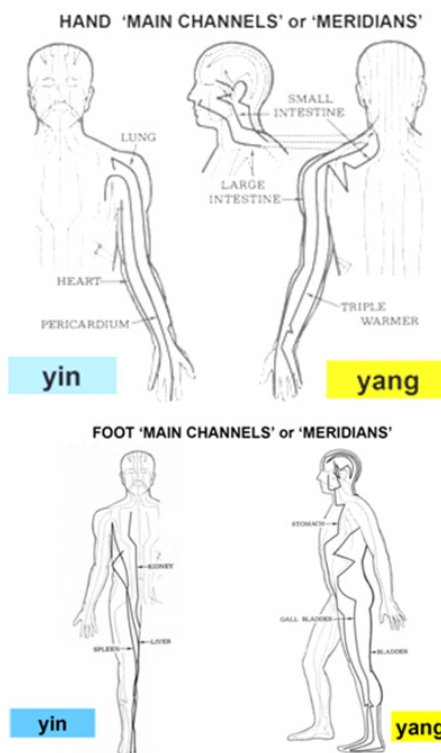 HAND 'MAIN CHANNELS' or 'MERIDIANS'
LUNG
SMALL
INTESTINE
LARGE
INTESTINE
HEART
PERICARDIUM
TRIPLE
WARMER
yin
yang
FOOT 'MAIN CHANNELS' or 'MERIDIANS'
STOMACH
KIDNEY
GALL BLADDER
LIVER
SPLEEN
BLADDER
yin
yang